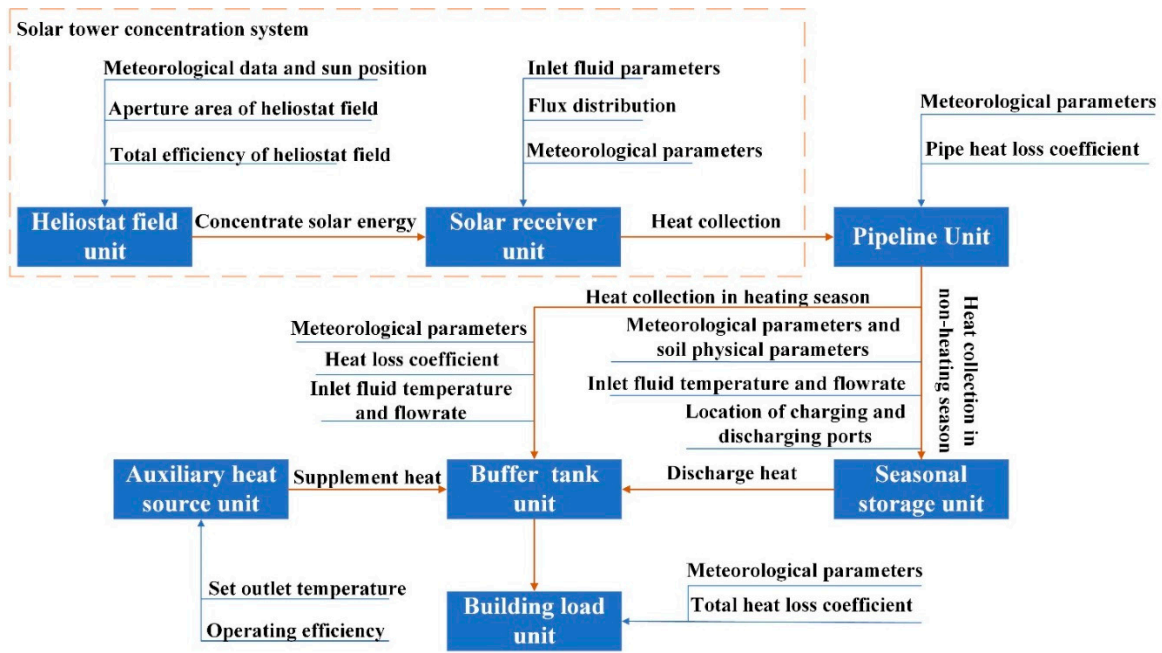 Solar tower concentration system
Meteorological data and sun position
Aperture area of heliostat field
Total efficiency of heliostat field
Inlet fluid parameters
Flux distribution
Meteorological parameters
Meteorological parameters
Pipe heat loss coefficient
Heliostat field
unit
Concentrate solar energy
Solar receiver
unit
Heat collection
Pipeline Unit
Heat collection in heating season
Heat collection in
non-heating season
Meteorological parameters
Heat loss coefficient
Inlet fluid temperature
and flowrate
Meteorological parameters and
soil physical parameters
Inlet fluid temperature and flowrate
Location of charging and
discharging ports
Auxiliary heat
source unit
Supplement heat
Buffer tank
unit
Discharge heat
Seasonal
storage unit
Set outlet temperature
Operating efficiency
Building load
unit
Meteorological parameters
Total heat loss coefficient